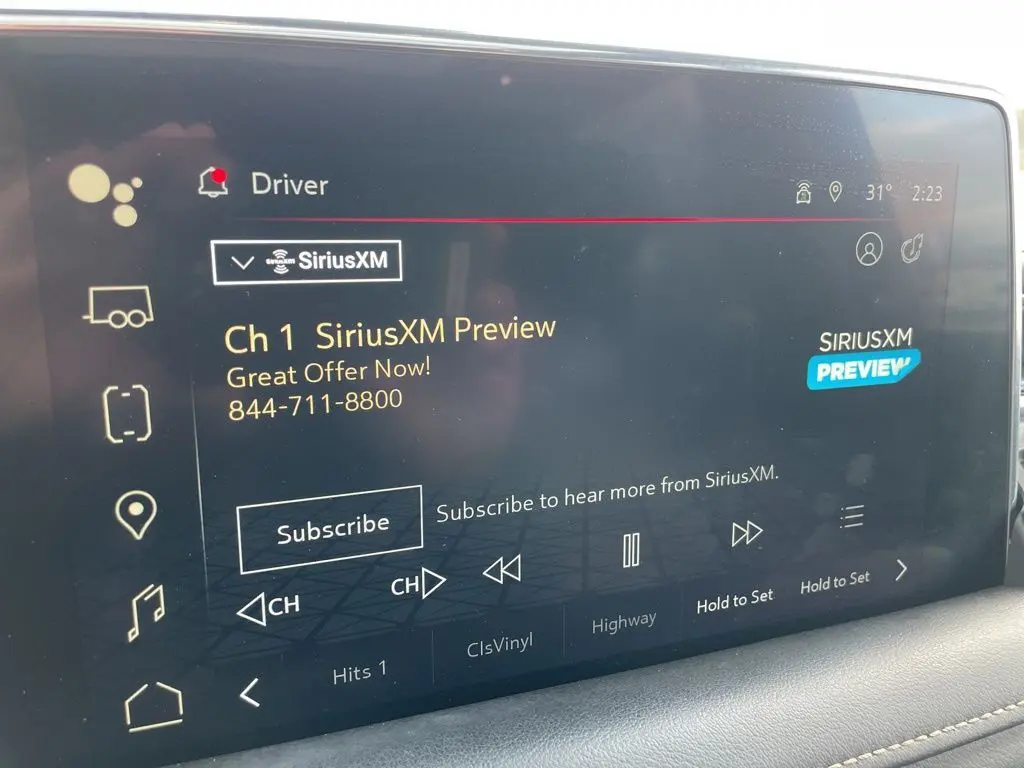 Driver
31° 2:23
SiriusXM
Ch 1 SiriusXM Preview
Great Offer Now!
844-711-8800
SIRIUSXM
PREVIEW
Subscribe
Subscribe to hear more from SiriusXM.
CH CH
Hits 1 ClsVinyl Highway Hold to Set Hold to Set